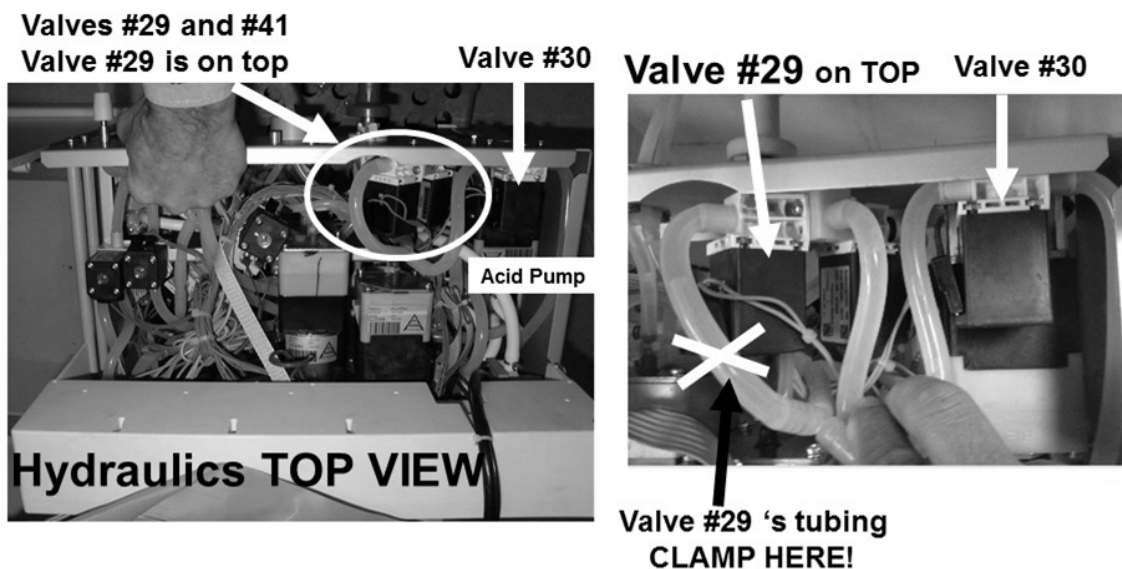 Valves #29 and #41
Valve #29 is on top
Valve #30
Acid Pump
Hydraulics TOP VIEW
Valve #29 on TOP
Valve #30
Valve #29 ‘s tubing
CLAMP HERE!